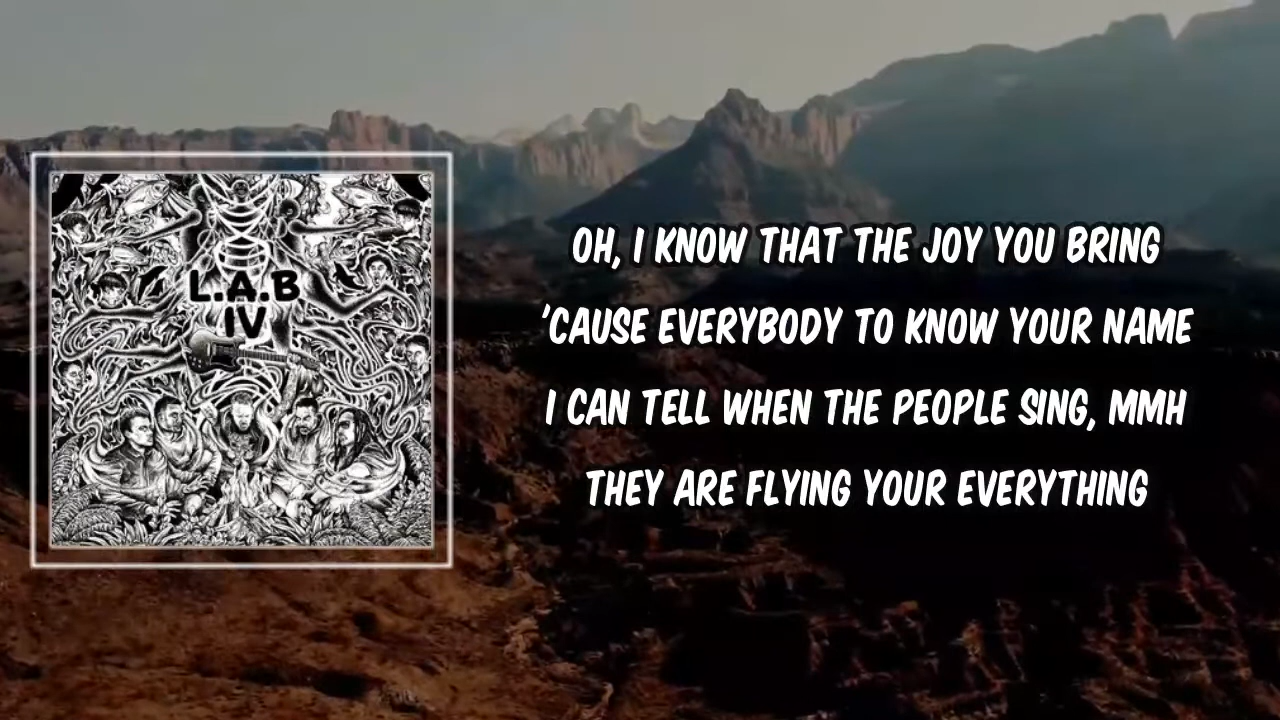 L.A.B
IV
OH, I KNOW THAT THE JOY YOU BRING
'CAUSE EVERYBODY TO KNOW YOUR NAME
I CAN TELL WHEN THE PEOPLE SING, MMH
THEY ARE FLYING YOUR EVERYTHING